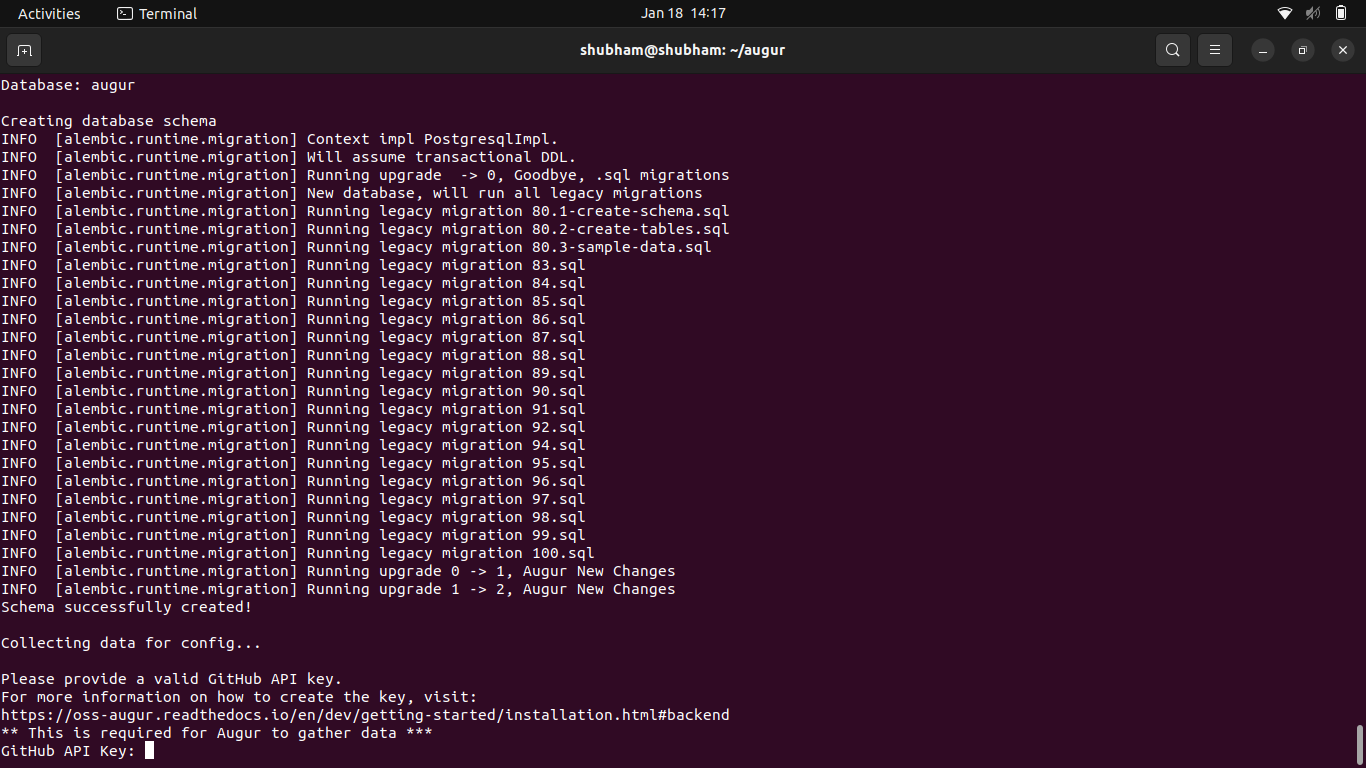 Activities
Terminal
Jan 18 14:17
shubham@shubham: ~/augur
Database: augur
Creating database schema
INFO  [alembic.runtime.migration] Context impl PostgresqlImpl.
INFO  [alembic.runtime.migration] Will assume transactional DDL.
INFO  [alembic.runtime.migration] Running upgrade  -> 0, Goodbye, .sql migrations
INFO  [alembic.runtime.migration] New database, will run all legacy migrations
INFO  [alembic.runtime.migration] Running legacy migration 80.1-create-schema.sql
INFO  [alembic.runtime.migration] Running legacy migration 80.2-create-tables.sql
INFO  [alembic.runtime.migration] Running legacy migration 80.3-sample-data.sql
INFO  [alembic.runtime.migration] Running legacy migration 83.sql
INFO  [alembic.runtime.migration] Running legacy migration 84.sql
INFO  [alembic.runtime.migration] Running legacy migration 85.sql
INFO  [alembic.runtime.migration] Running legacy migration 86.sql
INFO  [alembic.runtime.migration] Running legacy migration 87.sql
INFO  [alembic.runtime.migration] Running legacy migration 88.sql
INFO  [alembic.runtime.migration] Running legacy migration 89.sql
INFO  [alembic.runtime.migration] Running legacy migration 90.sql
INFO  [alembic.runtime.migration] Running legacy migration 91.sql
INFO  [alembic.runtime.migration] Running legacy migration 92.sql
INFO  [alembic.runtime.migration] Running legacy migration 94.sql
INFO  [alembic.runtime.migration] Running legacy migration 95.sql
INFO  [alembic.runtime.migration] Running legacy migration 96.sql
INFO  [alembic.runtime.migration] Running legacy migration 97.sql
INFO  [alembic.runtime.migration] Running legacy migration 98.sql
INFO  [alembic.runtime.migration] Running legacy migration 99.sql
INFO  [alembic.runtime.migration] Running legacy migration 100.sql
INFO  [alembic.runtime.migration] Running upgrade 0 -> 1, Augur New Changes
INFO  [alembic.runtime.migration] Running upgrade 1 -> 2, Augur New Changes
Schema successfully created!
Collecting data for config...
Please provide a valid GitHub API key.
For more information on how to create the key, visit:
https://oss-augur.readthedocs.io/en/dev/getting-started/installation.html#backend
** This is required for Augur to gather data ***
GitHub API Key: